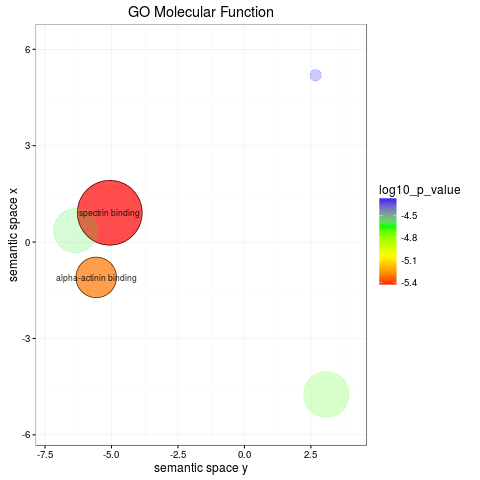 GO Molecular Function
semantic space x
6
3
0
-3
-6
spectrin binding
alpha-actinin binding
-7.5
-5.0
-2.5
0.0
2.5
semantic space y
log10_p_value
-4.5
-4.8
-5.1
-5.4